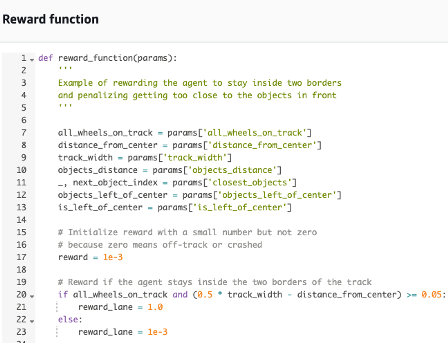 Reward function
1 def reward_function(params):
2 '''
3 Example of rewarding the agent to stay inside two borders
4 and penalizing getting too close to the objects in front
5 '''
6
7 all_wheels_on_track = params['all_wheels_on_track']
8 distance_from_center = params['distance_from_center']
9 track_width = params['track_width']
10 objects_distance = params['objects_distance']
11 _, next_object_index = params['closest_objects']
12 objects_left_of_center = params['objects_left_of_center']
13 is_left_of_center = params['is_left_of_center']
14
15 # Initialize reward with a small number but not zero
16 # because zero means off-track or crashed
17 reward = 1e-3
18
19 # Reward if the agent stays inside the two borders of the track
20 if all_wheels_on_track and (0.5 * track_width - distance_from_center) >= 0.05:
21 reward_lane = 1.0
22 else:
23 reward_lane = 1e-3